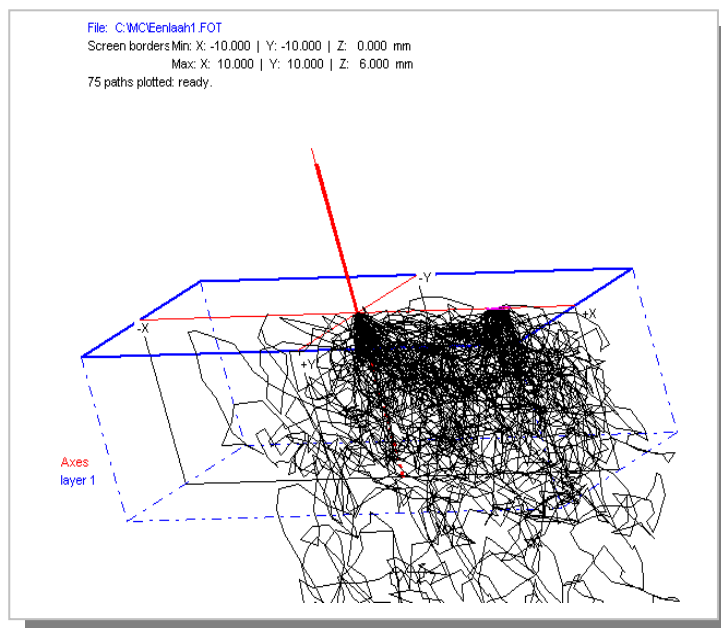 File: C:\MC\Eenlaah1.FOT
Screen borders Min: X: -10.000 | Y: -10.000 | Z: 0.000 mm
Max: X: 10.000 | Y: 10.000 | Z: 6.000 mm
75 paths plotted: ready.
-Y
-X
+X
+Y
Axes
layer 1